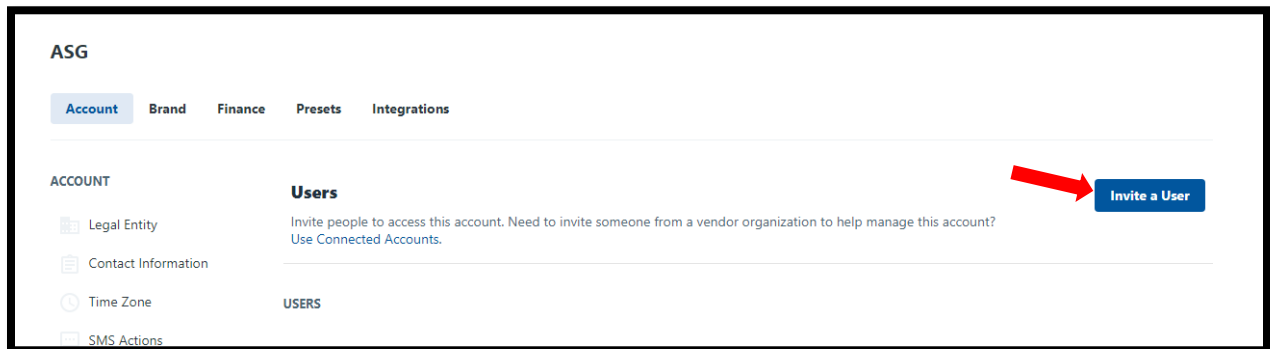 ASG
Account Brand Finance Presets Integrations
ACCOUNT
Legal Entity
Contact Information
Time Zone
SMS Actions
Users
Invite a User
Invite people to access this account. Need to invite someone from a vendor organization to help manage this account?
Use Connected Accounts.
USERS